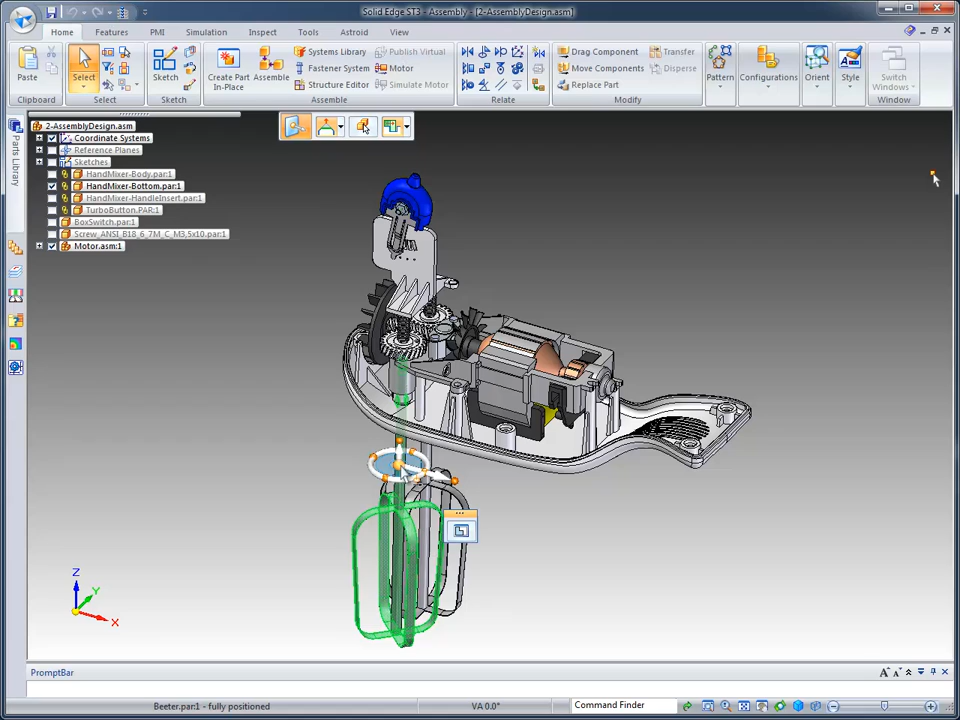 Solid Edge ST3 - Assembly - [2-AssemblyDesign.asm]
Home Features PMI Simulation Inspect Tools Astroid View
Paste
Clipboard
Select
Select
Sketch
Sketch
Create Part In-Place
Assemble
Systems Library
Fastener System
Structure Editor
Publish Virtual
Motor
Simulate Motor
Assemble
Relate
Drag Component
Move Components
Replace Part
Transfer
Disperse
Modify
Pattern
Configurations
Orient
Style
Switch Windows
Window
Parts Library
2-AssemblyDesign.asm
Coordinate Systems
Reference Planes
Sketches
HandMixer-Body.par:1
HandMixer-Bottom.par:1
HandMixer-HandleInsert.par:1
TurboButton.PAR:1
BoxSwitch.par:1
Screw_ANSI_B18_6_7M_C_M3,5x10.par:1
Motor.asm:1
Z
Y
X
PromptBar
A A
Beeter.par:1 - fully positioned
VA 0.0°
Command Finder